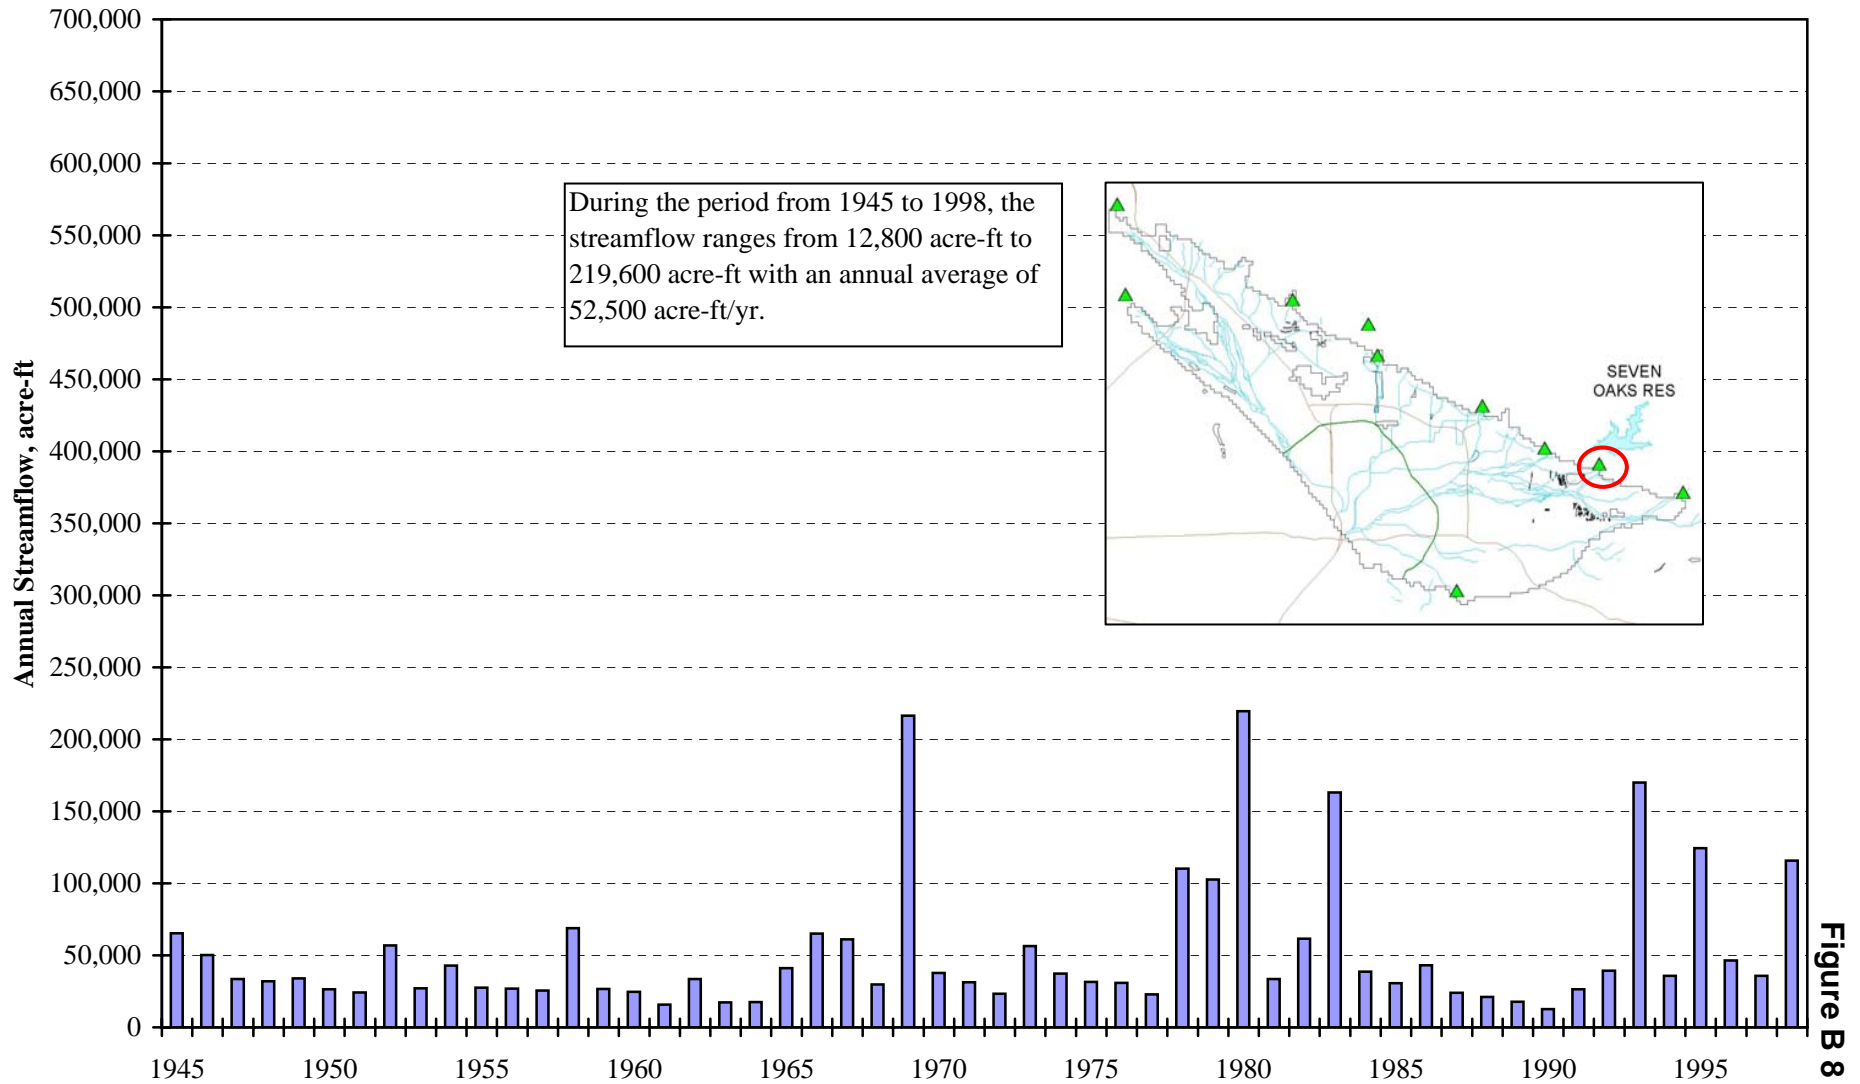 700,000
650,000
600,000
550,000
500,000
450,000
400,000
350,000
300,000
250,000
200,000
150,000
100,000
50,000
0
Annual Streamflow, acre-ft
During the period from 1945 to 1998, the
streamflow ranges from 12,800 acre-ft to
219,600 acre-ft with an annual average of
52,500 acre-ft/yr.
SEVEN
OAKS RES
1945 1950 1955 1960 1965 1970 1975 1980 1985 1990 1995
Figure B 8